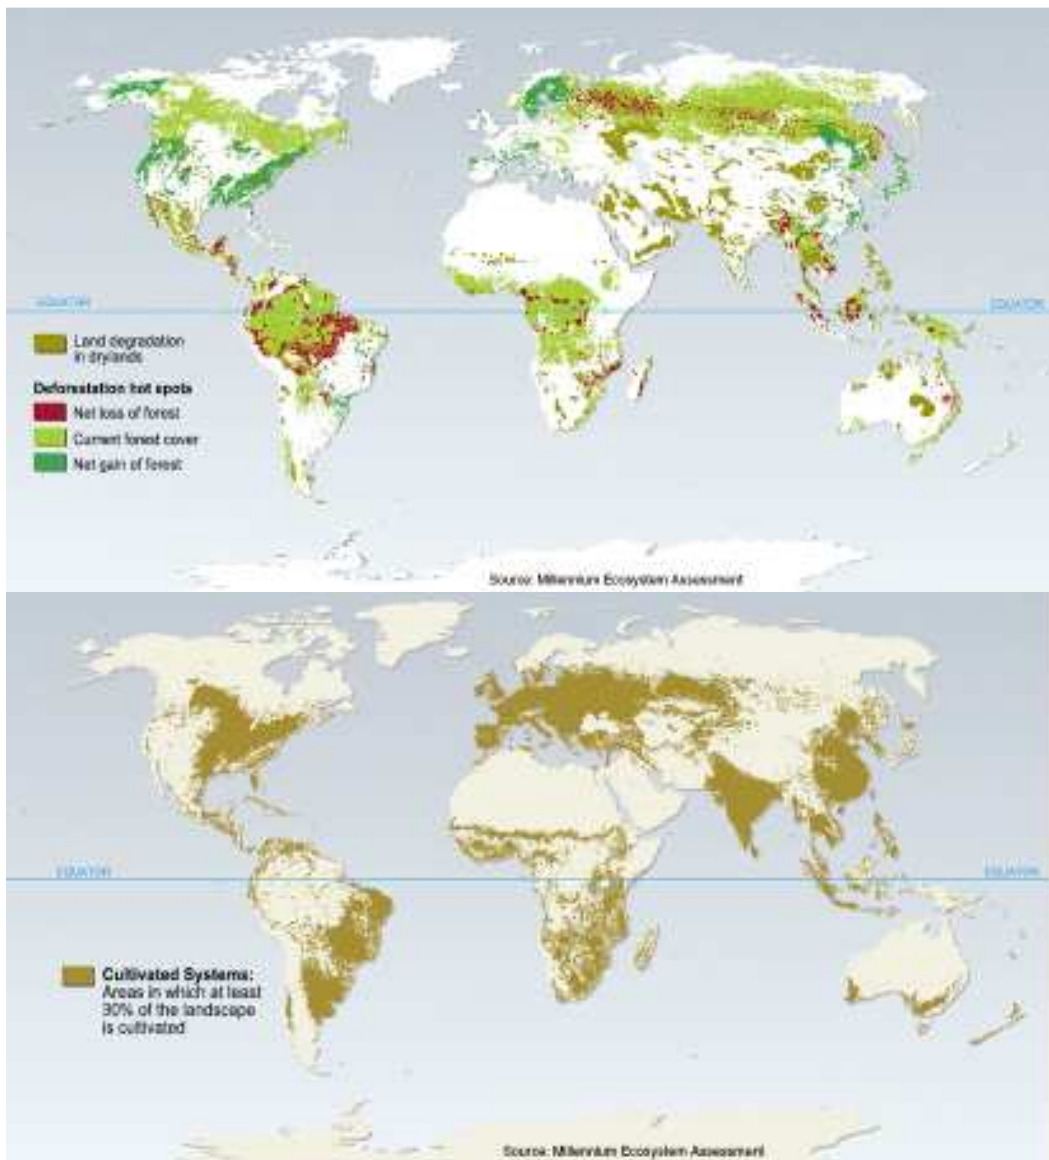 EQUATOR
EQUATOR
Land degradation
in drylands
Deforestation hot spots
Net loss of forest
Current forest cover
Net gain of forest
Source: Millennium Ecosystem Assessment
EQUATOR
EQUATOR
Cultivated Systems:
Areas in which at least
30% of the landscape
is cultivated
Source: Millennium Ecosystem Assessment